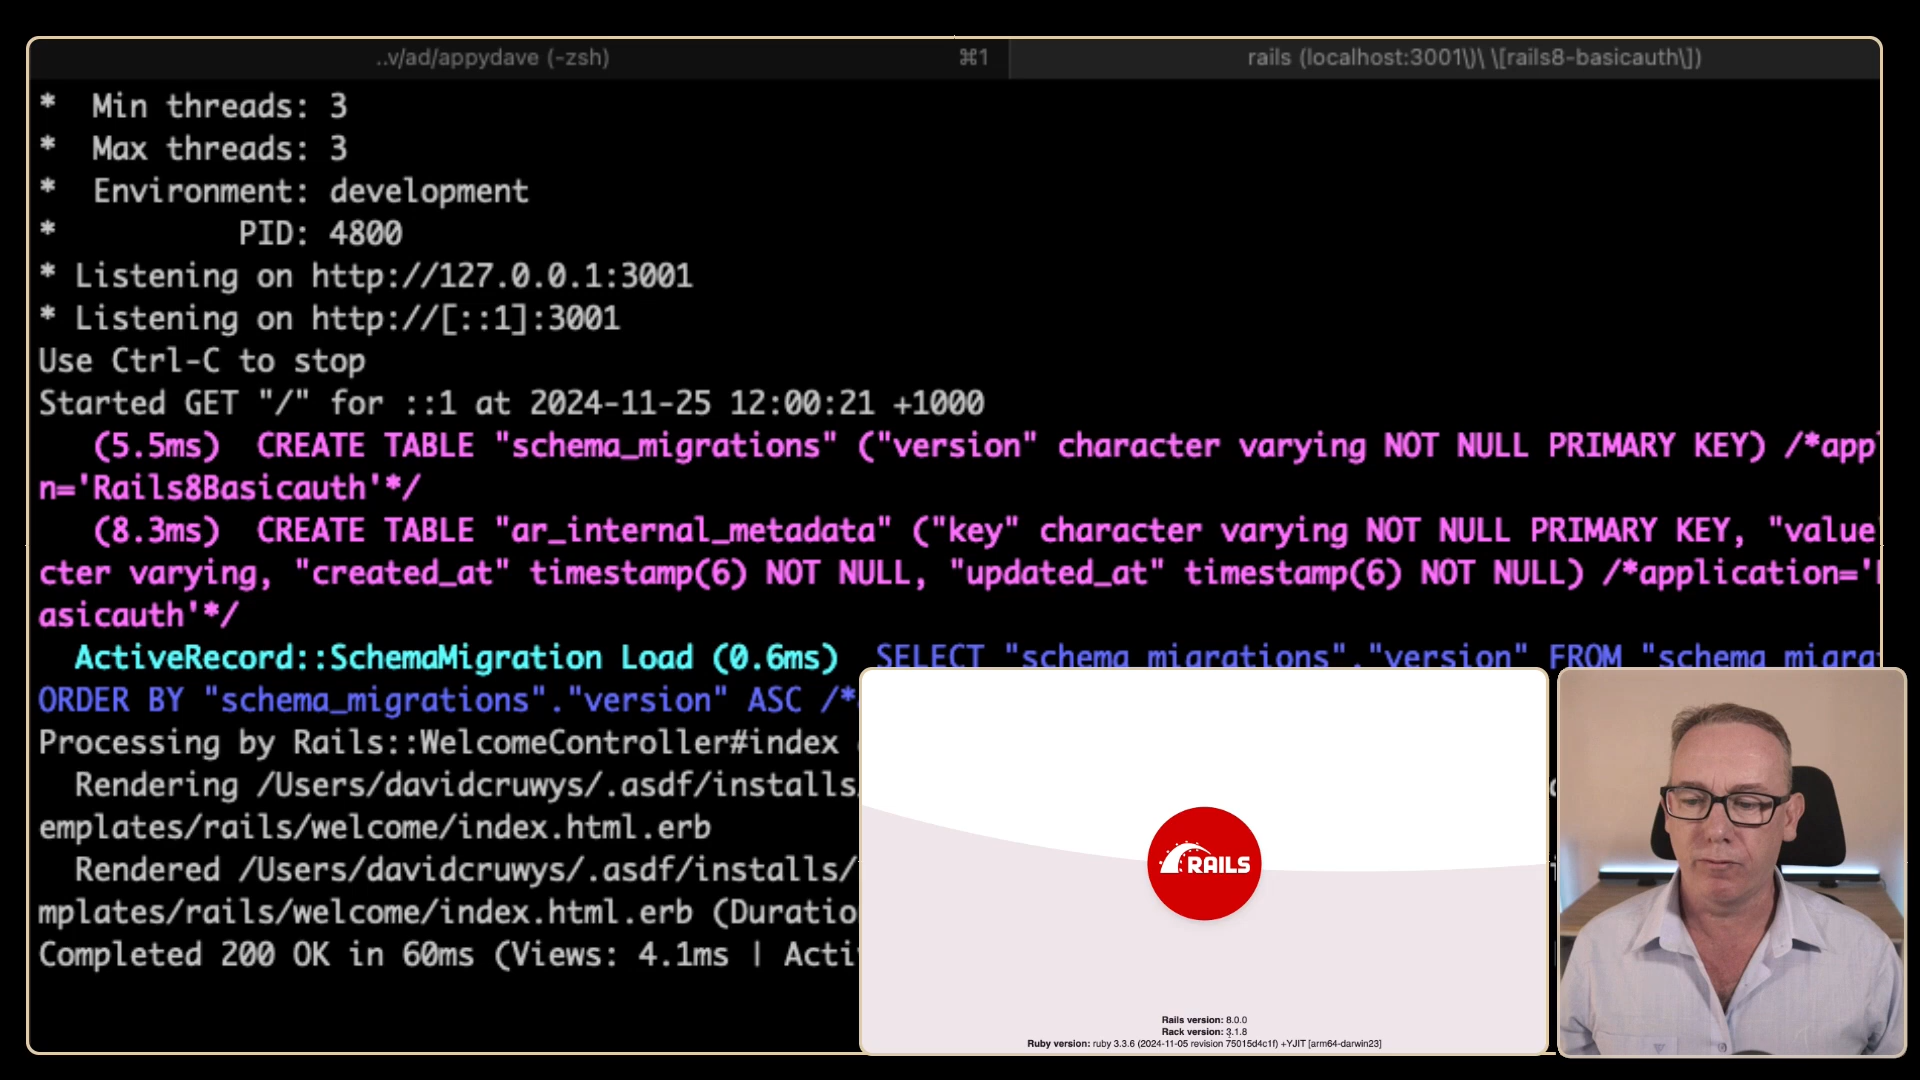 ..v/ad/appydave (-zsh) ⌘1 rails (localhost:3001\)\ \[rails8-basicauth\])
* Min threads: 3
* Max threads: 3
* Environment: development
* PID: 4800
* Listening on http://127.0.0.1:3001
* Listening on http://[::1]:3001
Use Ctrl-C to stop
Started GET "/" for ::1 at 2024-11-25 12:00:21 +1000
(5.5ms) CREATE TABLE "schema_migrations" ("version" character varying NOT NULL PRIMARY KEY) /*app
n='Rails8Basicauth'*/
(8.3ms) CREATE TABLE "ar_internal_metadata" ("key" character varying NOT NULL PRIMARY KEY, "value
cter varying, "created_at" timestamp(6) NOT NULL, "updated_at" timestamp(6) NOT NULL) /*application='
asicauth'*/
ActiveRecord::SchemaMigration Load (0.6ms) SELECT "schema_migrations"."version" FROM "schema_migra
ORDER BY "schema_migrations"."version" ASC /*
Processing by Rails::WelcomeController#index
Rendering /Users/davidcruwys/.asdf/installs/
emplates/rails/welcome/index.html.erb
Rendered /Users/davidcruwys/.asdf/installs/
mplates/rails/welcome/index.html.erb (Duratio
Completed 200 OK in 60ms (Views: 4.1ms | Acti
RAILS
Rails version: 8.0.0
Rack version: 3.1.8
Ruby version: ruby 3.3.6 (2024-11-05 revision 75015d4c1f) +YJIT [arm64-darwin23]